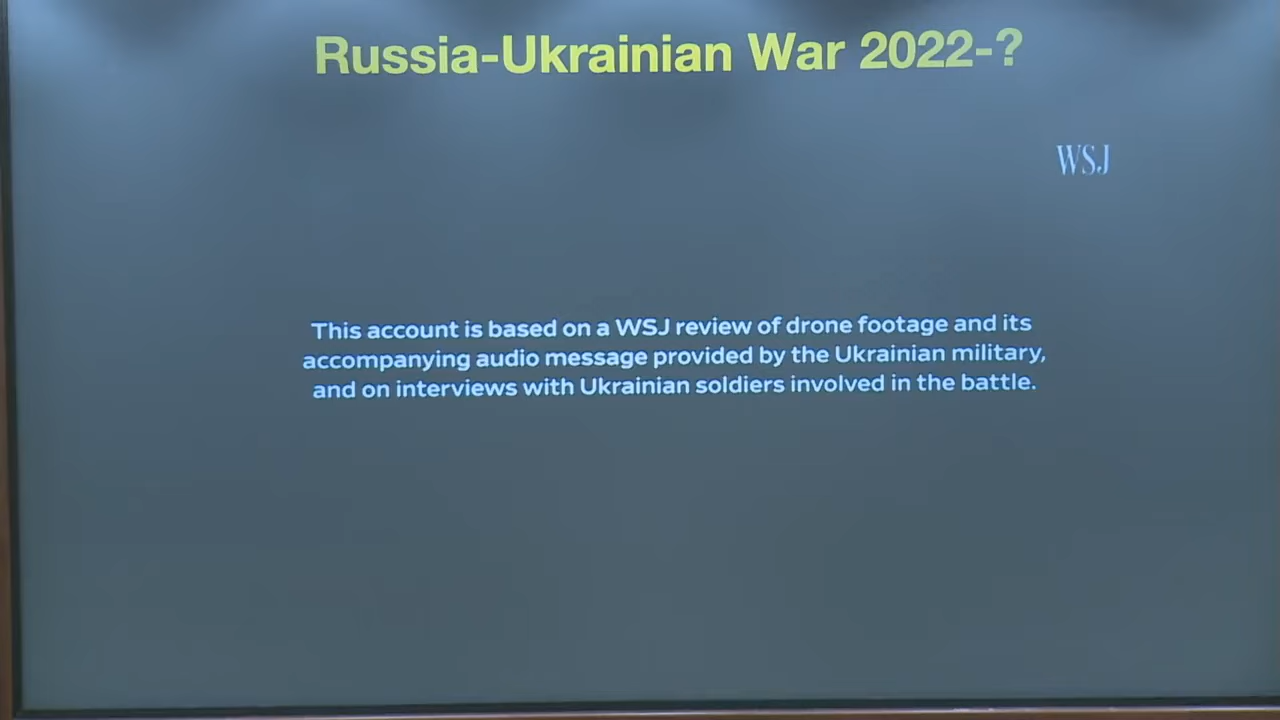 Russia-Ukrainian War 2022-?
WSJ
This account is based on a WSJ review of drone footage and its
accompanying audio message provided by the Ukrainian military,
and on interviews with Ukrainian soldiers involved in the battle.